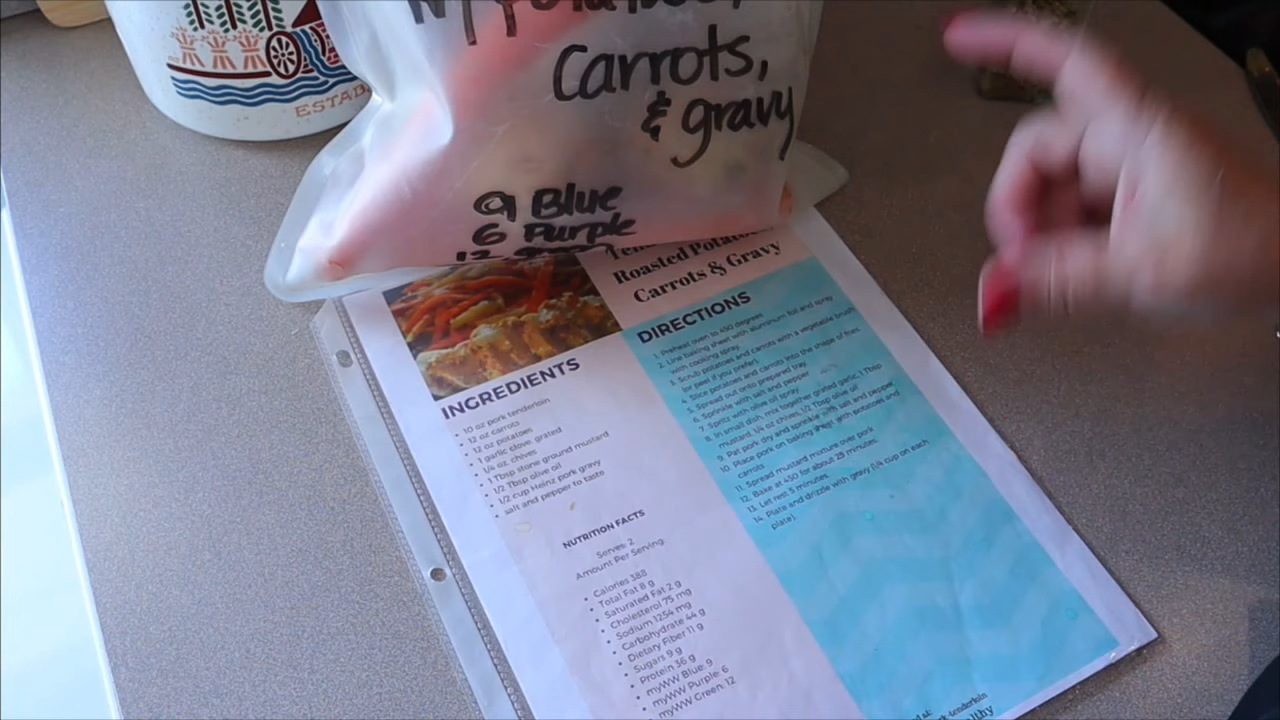 ESTAB
w/ Potatoes,
Carrots,
& gravy
9 Blue
6 Purple
12
Roasted Potatoes
Carrots & Gravy
INGREDIENTS
• 10 oz pork tenderloin
• 12 oz carrots
• 12 oz potatoes
• 1 garlic clove, grated
• 1/4 oz. chives
• 1 Tbsp stone ground mustard
• 1/2 Tbsp olive oil
• 1/2 cup Heinz pork gravy
• salt and pepper to taste
NUTRITION FACTS
Serves: 2
Amount Per Serving:
• Calories 388
• Total Fat 8 g
• Saturated Fat 2 g
• Cholesterol 75 mg
• Sodium 1254 mg
• Carbohydrate 44 g
• Dietary Fiber 11 g
• Sugars 9 g
• Protein 36 g
• myWW Blue: 9
• myWW Purple: 6
• myWW Green: 12
DIRECTIONS
1. Preheat oven to 450 degrees
2. Line baking sheet with aluminum foil and spray
with cooking spray
3. Scrub potatoes and carrots with a vegetable brush
(or peel if you prefer).
4. Slice potatoes and carrots into the shape of fries
5. Spread out onto prepared tray
6. Sprinkle with salt and pepper
7. Spritz with olive oil spray
8. In small dish, mix together grated garlic, 1 Tbsp
mustard, 1/4 oz chives, 1/2 Tbsp olive oil
9. Pat pork dry and sprinkle with salt and pepper
10. Place pork on baking sheet with potatoes and
carrots
11. Spread mustard mixture over pork
12. Bake at 450 for about 25 minutes
13. Let rest 5 minutes
14. Plate and drizzle with gravy (1/4 cup on each
plate).